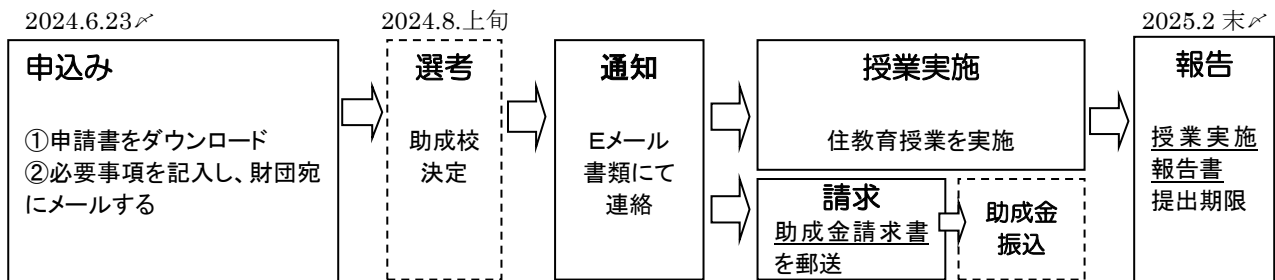 2024.6.23〆
申込み
①申請書をダウンロード
②必要事項を記入し、財団宛
にメールする
2024.8.上旬
選考
助成校
決定
通知
Eメール
書類にて
連絡
授業実施
住教育授業を実施
請求
助成金請求書
を郵送
助成金
振込
2025.2 末〆
報告
授業実施
報告書
提出期限